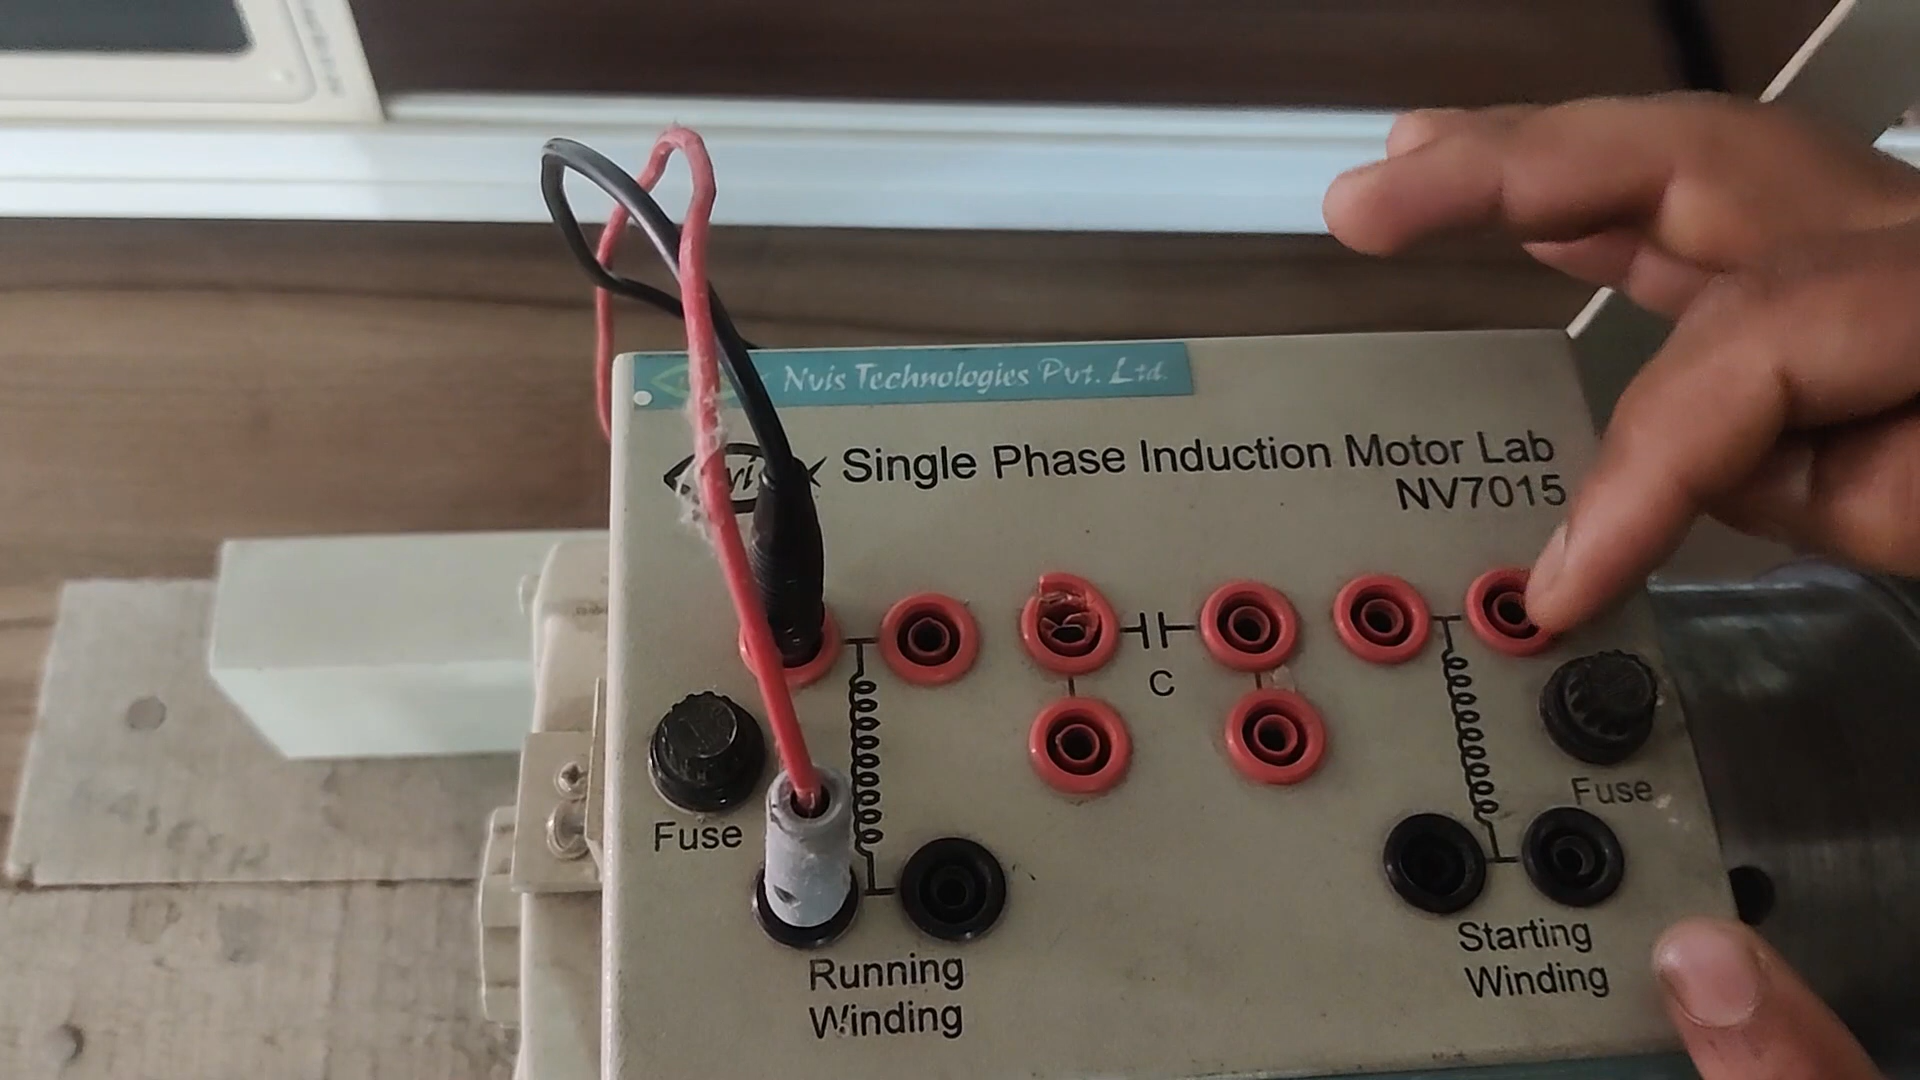 Nvis Technologies Pvt. Ltd.
Single Phase Induction Motor Lab
NV7015
C
Fuse
Fuse
Running
Winding
Starting
Winding